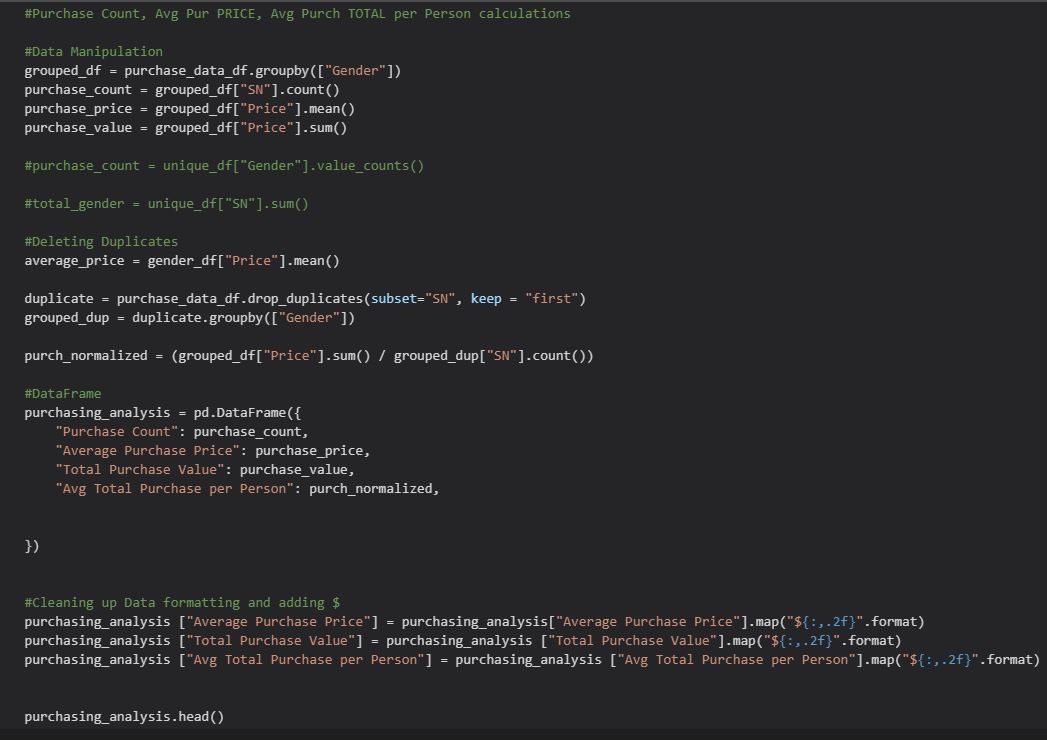 #Purchase Count, Avg Pur PRICE, Avg Purch TOTAL per Person calculations
#Data Manipulation
grouped_df = purchase_data_df.groupby(["Gender"])
purchase_count = grouped_df["SN"].count()
purchase_price = grouped_df["Price"].mean()
purchase_value = grouped_df["Price"].sum()
#purchase_count = unique_df["Gender"].value_counts()
#total_gender = unique_df["SN"].sum()
#Deleting Duplicates
average_price = gender_df["Price"].mean()
duplicate = purchase_data_df.drop_duplicates(subset="SN", keep = "first")
grouped_dup = duplicate.groupby(["Gender"])
purch_normalized = (grouped_df["Price"].sum() / grouped_dup["SN"].count())
#DataFrame
purchasing_analysis = pd.DataFrame({
    "Purchase Count": purchase_count,
    "Average Purchase Price": purchase_price,
    "Total Purchase Value": purchase_value,
    "Avg Total Purchase per Person": purch_normalized,
})
#Cleaning up Data formatting and adding $
purchasing_analysis ["Average Purchase Price"] = purchasing_analysis["Average Purchase Price"].map("${:,.2f}".format)
purchasing_analysis ["Total Purchase Value"] = purchasing_analysis ["Total Purchase Value"].map("${:,.2f}".format)
purchasing_analysis ["Avg Total Purchase per Person"] = purchasing_analysis ["Avg Total Purchase per Person"].map("${:,.2f}".format)
purchasing_analysis.head()